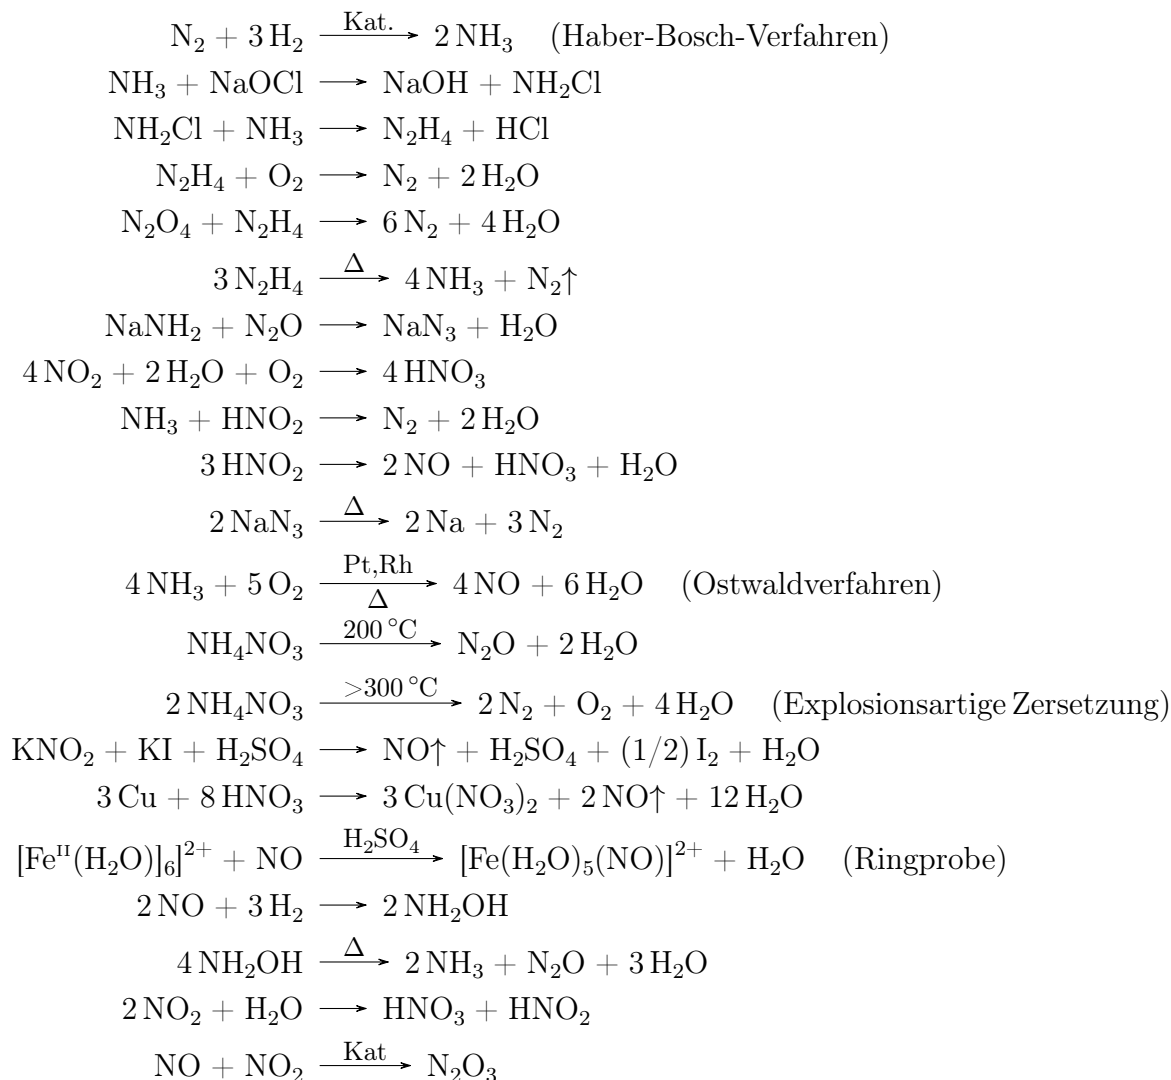 N₂ + 3 H₂ —Kat.→ 2 NH₃ (Haber-Bosch-Verfahren)
NH₃ + NaOCl ⟶ NaOH + NH₂Cl
NH₂Cl + NH₃ ⟶ N₂H₄ + HCl
N₂H₄ + O₂ ⟶ N₂ + 2 H₂O
N₂O₄ + N₂H₄ ⟶ 6 N₂ + 4 H₂O
3 N₂H₄ —Δ→ 4 NH₃ + N₂↑
NaNH₂ + N₂O ⟶ NaN₃ + H₂O
4 NO₂ + 2 H₂O + O₂ ⟶ 4 HNO₃
NH₃ + HNO₂ ⟶ N₂ + 2 H₂O
3 HNO₂ ⟶ 2 NO + HNO₃ + H₂O
2 NaN₃ —Δ→ 2 Na + 3 N₂
4 NH₃ + 5 O₂ —Pt,Rh / Δ→ 4 NO + 6 H₂O (Ostwaldverfahren)
NH₄NO₃ —200 °C→ N₂O + 2 H₂O
2 NH₄NO₃ —>300 °C→ 2 N₂ + O₂ + 4 H₂O (Explosionsartige Zersetzung)
KNO₂ + KI + H₂SO₄ ⟶ NO↑ + H₂SO₄ + (1/2) I₂ + H₂O
3 Cu + 8 HNO₃ ⟶ 3 Cu(NO₃)₂ + 2 NO↑ + 12 H₂O
[Feᴵᴵ(H₂O)]₆]²⁺ + NO —H₂SO₄→ [Fe(H₂O)₅(NO)]²⁺ + H₂O (Ringprobe)
2 NO + 3 H₂ ⟶ 2 NH₂OH
4 NH₂OH —Δ→ 2 NH₃ + N₂O + 3 H₂O
2 NO₂ + H₂O ⟶ HNO₃ + HNO₂
NO + NO₂ —Kat→ N₂O₃